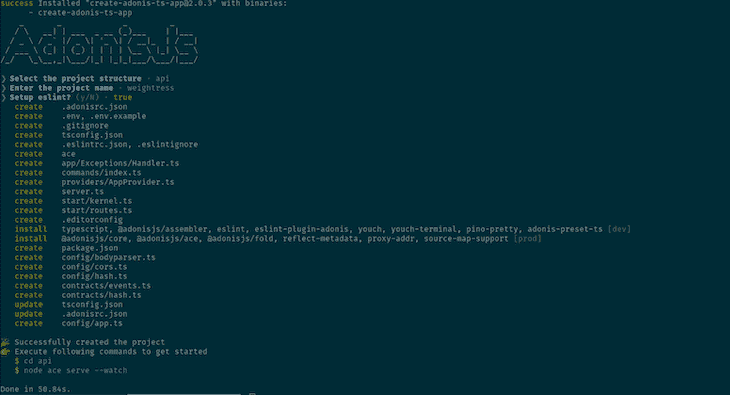 success Installed "create-adonis-ts-app@2.0.3" with binaries:
- create-adonis-ts-app
AdonisJS
❯ Select the project structure · api
❯ Enter the project name · weightress
❯ Setup eslint? (y/N) · true
create .adonisrc.json
create .env, .env.example
create .gitignore
create tsconfig.json
create .eslintrc.json, .eslintignore
create ace
create app/Exceptions/Handler.ts
create commands/index.ts
create providers/AppProvider.ts
create server.ts
create start/kernel.ts
create start/routes.ts
create .editorconfig
install typescript, @adonisjs/assembler, eslint, eslint-plugin-adonis, youch, youch-terminal, pino-pretty, adonis-preset-ts [dev]
install @adonisjs/core, @adonisjs/ace, @adonisjs/fold, reflect-metadata, proxy-addr, source-map-support [prod]
create package.json
create config/bodyparser.ts
create config/cors.ts
create config/hash.ts
create contracts/events.ts
create contracts/hash.ts
update tsconfig.json
update .adonisrc.json
create config/app.ts
Successfully created the project
Execute following commands to get started
$ cd api
$ node ace serve --watch
Done in 50.84s.